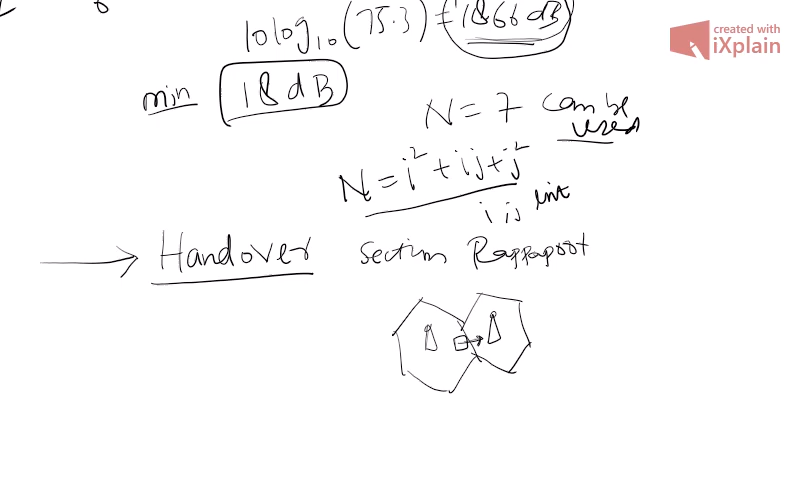 10log₁₀(75.3) = 18.66 dB
created with
iXplain
min 18 dB
N = 7 can be
used
N = i² + ij + j²
i, j int
→ Handover Section Rappaport